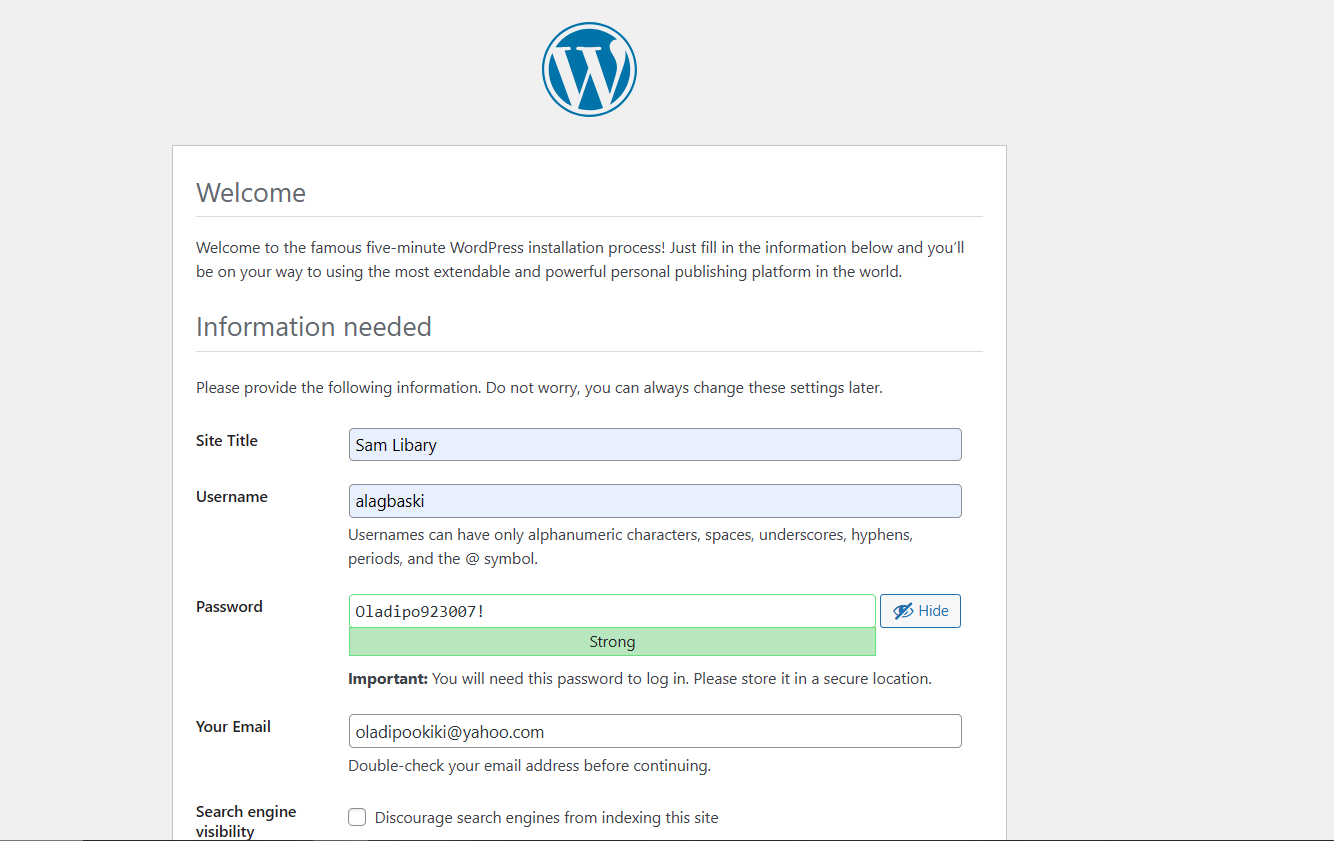 Welcome
Welcome to the famous five-minute WordPress installation process! Just fill in the information below and you’ll
be on your way to using the most extendable and powerful personal publishing platform in the world.
Information needed
Please provide the following information. Do not worry, you can always change these settings later.
Site Title
Sam Libary
Username
alagbaski
Usernames can have only alphanumeric characters, spaces, underscores, hyphens,
periods, and the @ symbol.
Password
Oladipo923007!
Hide
Strong
Important: You will need this password to log in. Please store it in a secure location.
Your Email
oladipookiki@yahoo.com
Double-check your email address before continuing.
Search engine
visibility
Discourage search engines from indexing this site